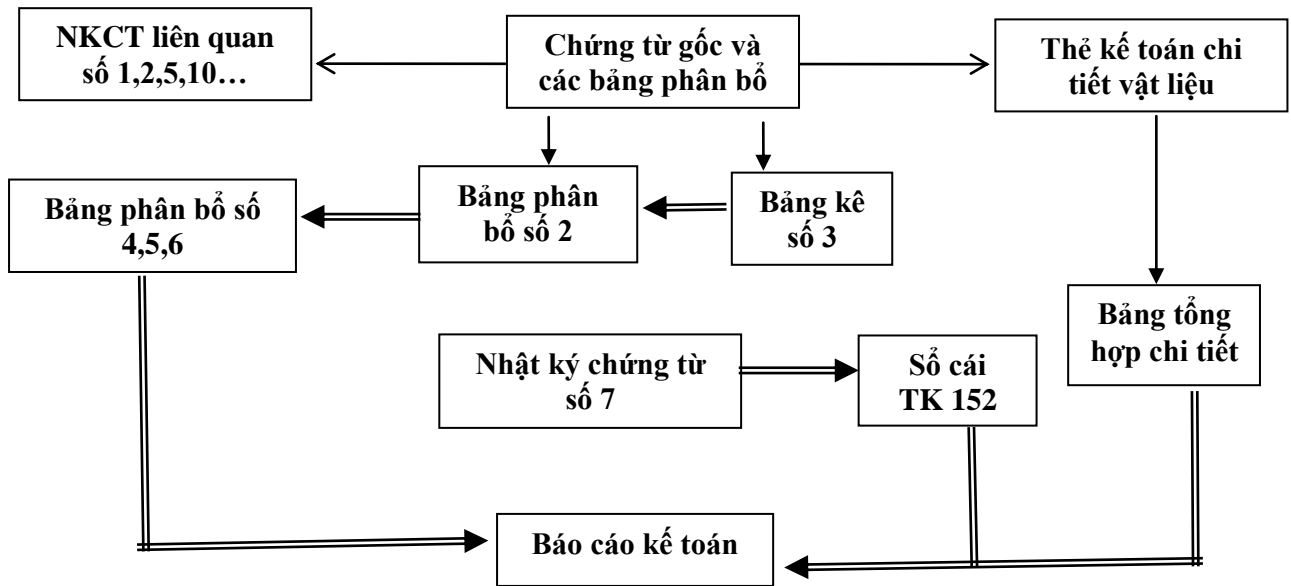 NKCT liên quan
số 1,2,5,10…
Chứng từ gốc và
các bảng phân bổ
Thẻ kế toán chi
tiết vật liệu
Bảng phân bổ số
4,5,6
Bảng phân
bổ số 2
Bảng kê
số 3
Bảng tổng
hợp chi tiết
Nhật ký chứng từ
số 7
Sổ cái
TK 152
Báo cáo kế toán